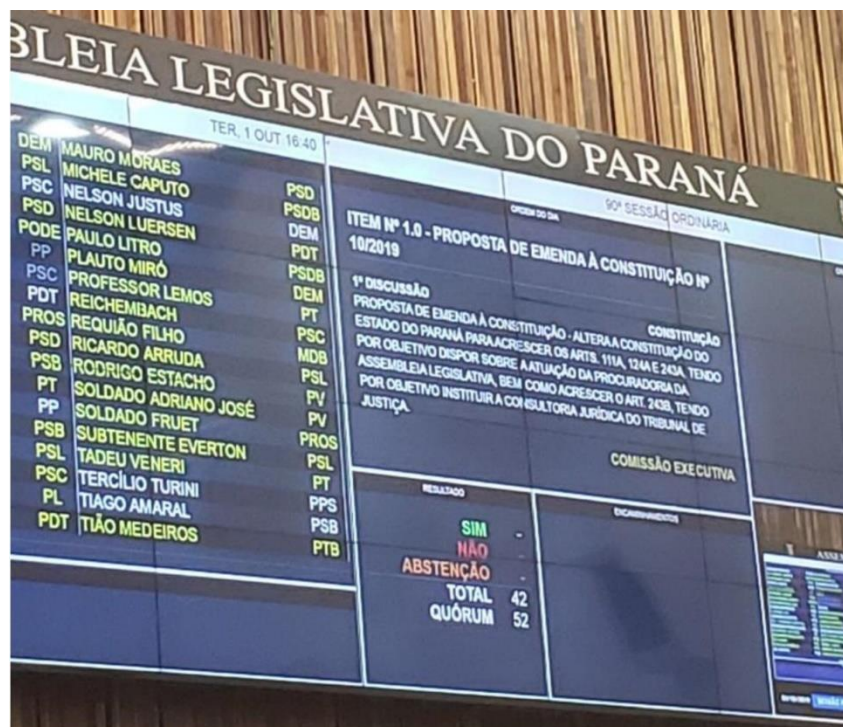 BLEIA LEGISLATIVA DO PARANÁ
TER, 1 OUT 16:40
DEM MAURO MORAES PSD
PSL MICHELE CAPUTO PSDB
PSC NELSON JUSTUS DEM
PSD NELSON LUERSEN PDT
PODE PAULO LITRO PSDB
PP PLAUTO MIRÓ DEM
PSC PROFESSOR LEMOS PT
PDT REICHEMBACH PSC
PROS REQUIÃO FILHO MDB
PSD RICARDO ARRUDA PSL
PSB RODRIGO ESTACHO PV
PT SOLDADO ADRIANO JOSÉ PV
PP SOLDADO FRUET PROS
PSB SUBTENENTE EVERTON PSL
PSL TADEU VENERI PT
PSC TERCÍLIO TURINI PPS
PL TIAGO AMARAL PSB
PDT TIÃO MEDEIROS PTB
90ª SESSÃO ORDINÁRIA
ORDEM DO DIA
ITEM Nº 1.0 - PROPOSTA DE EMENDA À CONSTITUIÇÃO Nº
10/2019
1ª DISCUSSÃO CONSTITUIÇÃO
PROPOSTA DE EMENDA À CONSTITUIÇÃO - ALTERA A CONSTITUIÇÃO DO
ESTADO DO PARANÁ PARA ACRESCER OS ARTS. 111A, 124A E 243A, TENDO
POR OBJETIVO DISPOR SOBRE A ATUAÇÃO DA PROCURADORIA DA
ASSEMBLEIA LEGISLATIVA, BEM COMO ACRESCER O ART. 243B, TENDO
POR OBJETIVO INSTITUIR A CONSULTORIA JURÍDICA DO TRIBUNAL DE
JUSTIÇA.
COMISSÃO EXECUTIVA
RESULTADO
SIM -
NÃO -
ABSTENÇÃO -
TOTAL 42
QUÓRUM 52
ENCAMINHAMENTOS